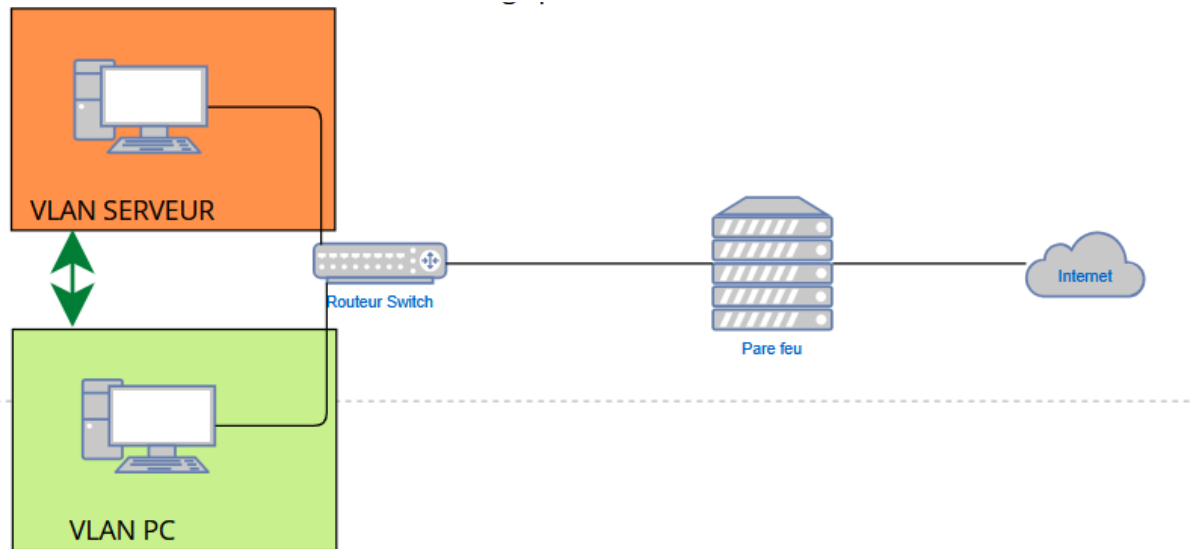 VLAN SERVEUR
Routeur Switch
Pare feu
Internet
VLAN PC